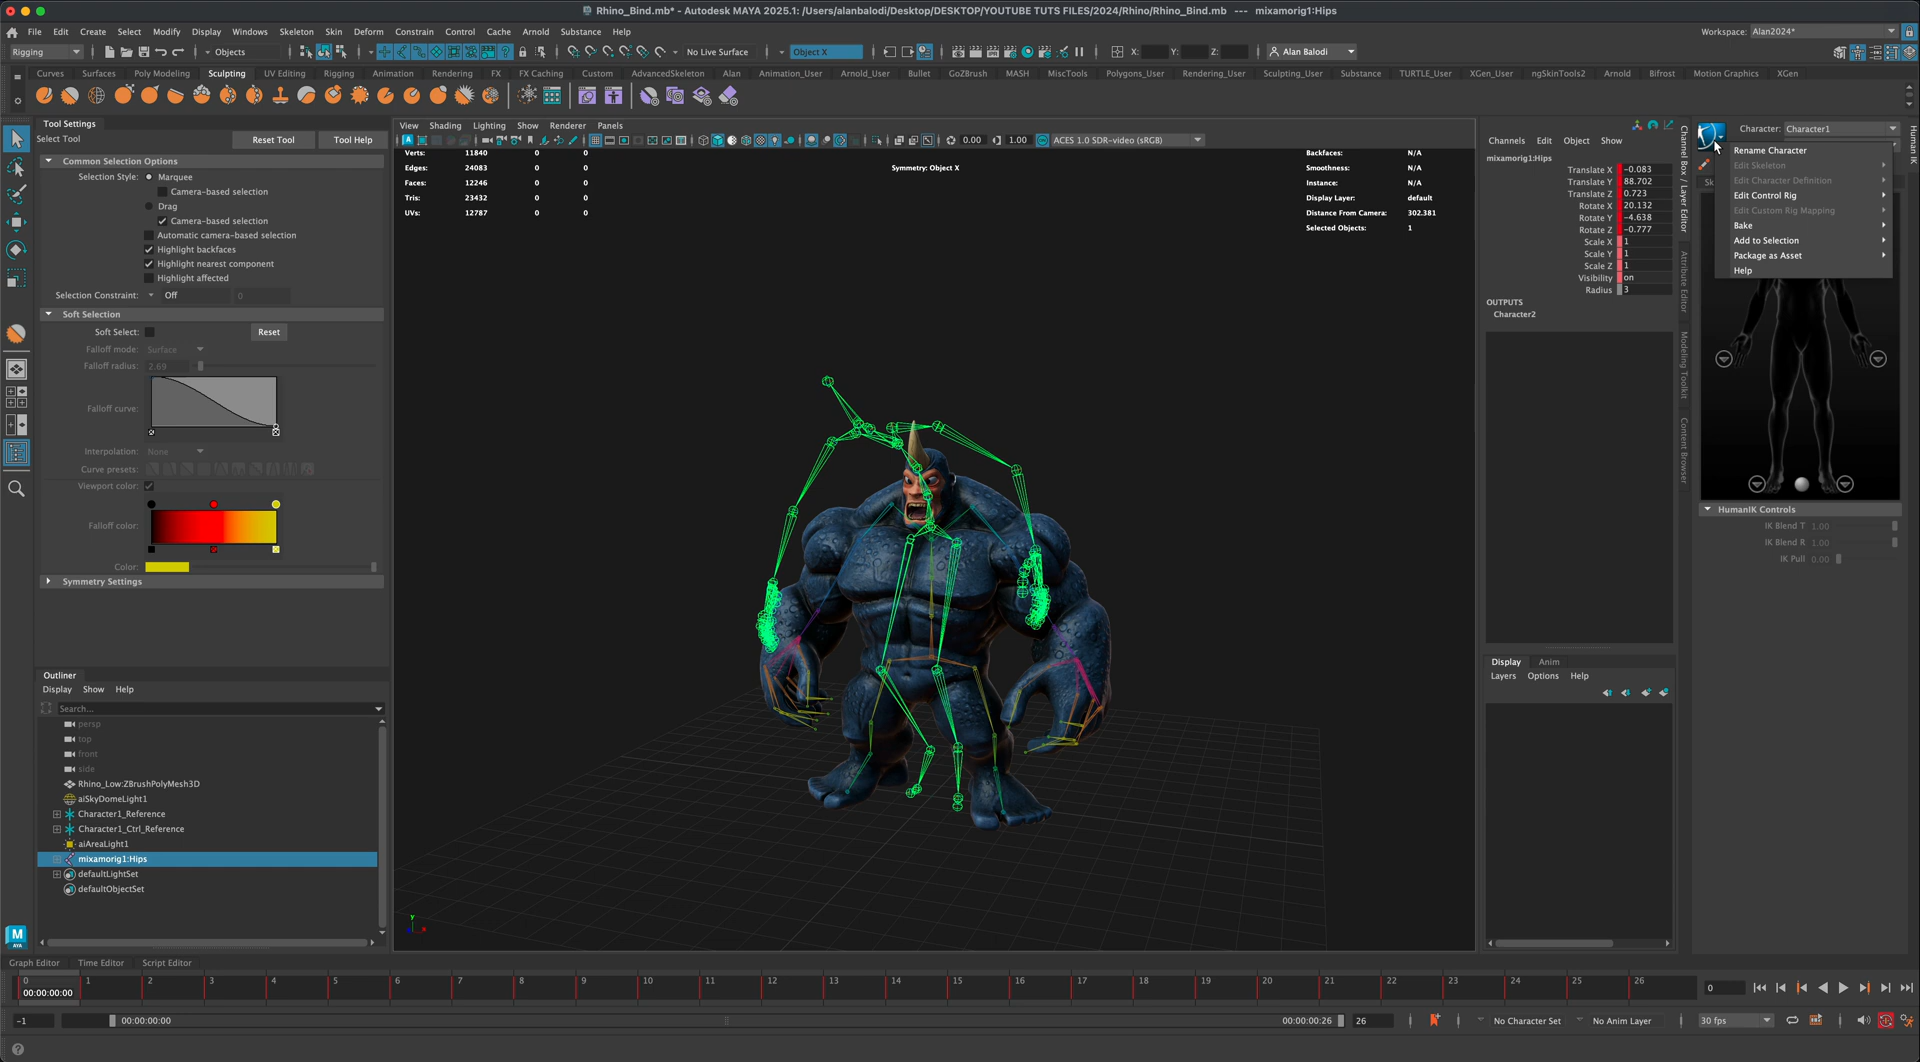 Rhino_Bind.mb* - Autodesk MAYA 2025.1: /Users/alanbalodi/Desktop/DESKTOP/YOUTUBE TUTS FILES/2024/Rhino/Rhino_Bind.mb --- mixamorig1:Hips
File Edit Create Select Modify Display Windows Skeleton Skin Deform Constrain Control Cache Arnold Substance Help
Workspace: Alan2024*
Rigging
Objects
No Live Surface
Object X
X: Y: Z:
Alan Balodi
Curves Surfaces Poly Modeling Sculpting UV Editing Rigging Animation Rendering FX FX Caching Custom AdvancedSkeleton Alan Animation_User Arnold_User Bullet GoZBrush MASH MiscTools Polygons_User Rendering_User Sculpting_User Substance TURTLE_User XGen_User ngSkinTools2 Arnold Bifrost Motion Graphics XGen
Tool Settings
Select Tool
Reset Tool
Tool Help
Common Selection Options
Selection Style: Marquee
Camera-based selection
Drag
Camera-based selection
Automatic camera-based selection
Highlight backfaces
Highlight nearest component
Highlight affected
Selection Constraint: Off 0
Soft Selection
Soft Select:
Reset
Falloff mode: Surface
Falloff radius: 2.69
Falloff curve:
Interpolation: None
Curve presets:
Viewport color:
Falloff color:
Color:
Symmetry Settings
Outliner
Display Show Help
Search...
persp
top
front
side
Rhino_Low:ZBrushPolyMesh3D
aiSkyDomeLight1
Character1_Reference
Character1_Ctrl_Reference
aiAreaLight1
mixamorig1:Hips
defaultLightSet
defaultObjectSet
View Shading Lighting Show Renderer Panels
0.00 1.00 ACES 1.0 SDR-video (sRGB)
Verts: 11840 0 0
Edges: 24083 0 0
Faces: 12246 0 0
Tris: 23432 0 0
UVs: 12787 0 0
Symmetry: Object X
Backfaces: N/A
Smoothness: N/A
Instance: N/A
Display Layer: default
Distance From Camera: 302.381
Selected Objects: 1
y
x
Channels Edit Object Show
mixamorig1:Hips
Translate X -0.083
Translate Y 88.702
Translate Z 0.723
Rotate X 20.132
Rotate Y -4.638
Rotate Z -0.777
Scale X 1
Scale Y 1
Scale Z 1
Visibility on
Radius 3
OUTPUTS
Character2
Display Anim
Layers Options Help
Channel Box / Layer Editor
Attribute Editor
Modeling Toolkit
Content Browser
Human IK
Character: Character1
Sk
Rename Character
Edit Skeleton
Edit Character Definition
Edit Control Rig
Edit Custom Rig Mapping
Bake
Add to Selection
Package as Asset
Help
HumanIK Controls
IK Blend T 1.00
IK Blend R 1.00
IK Pull 0.00
Graph Editor Time Editor Script Editor
0 1 2 3 4 5 6 7 8 9 10 11 12 13 14 15 16 17 18 19 20 21 22 23 24 25 26
00:00:00:00
0
-1
00:00:00:00
00:00:00:26
26
No Character Set
No Anim Layer
30 fps
M
AYA